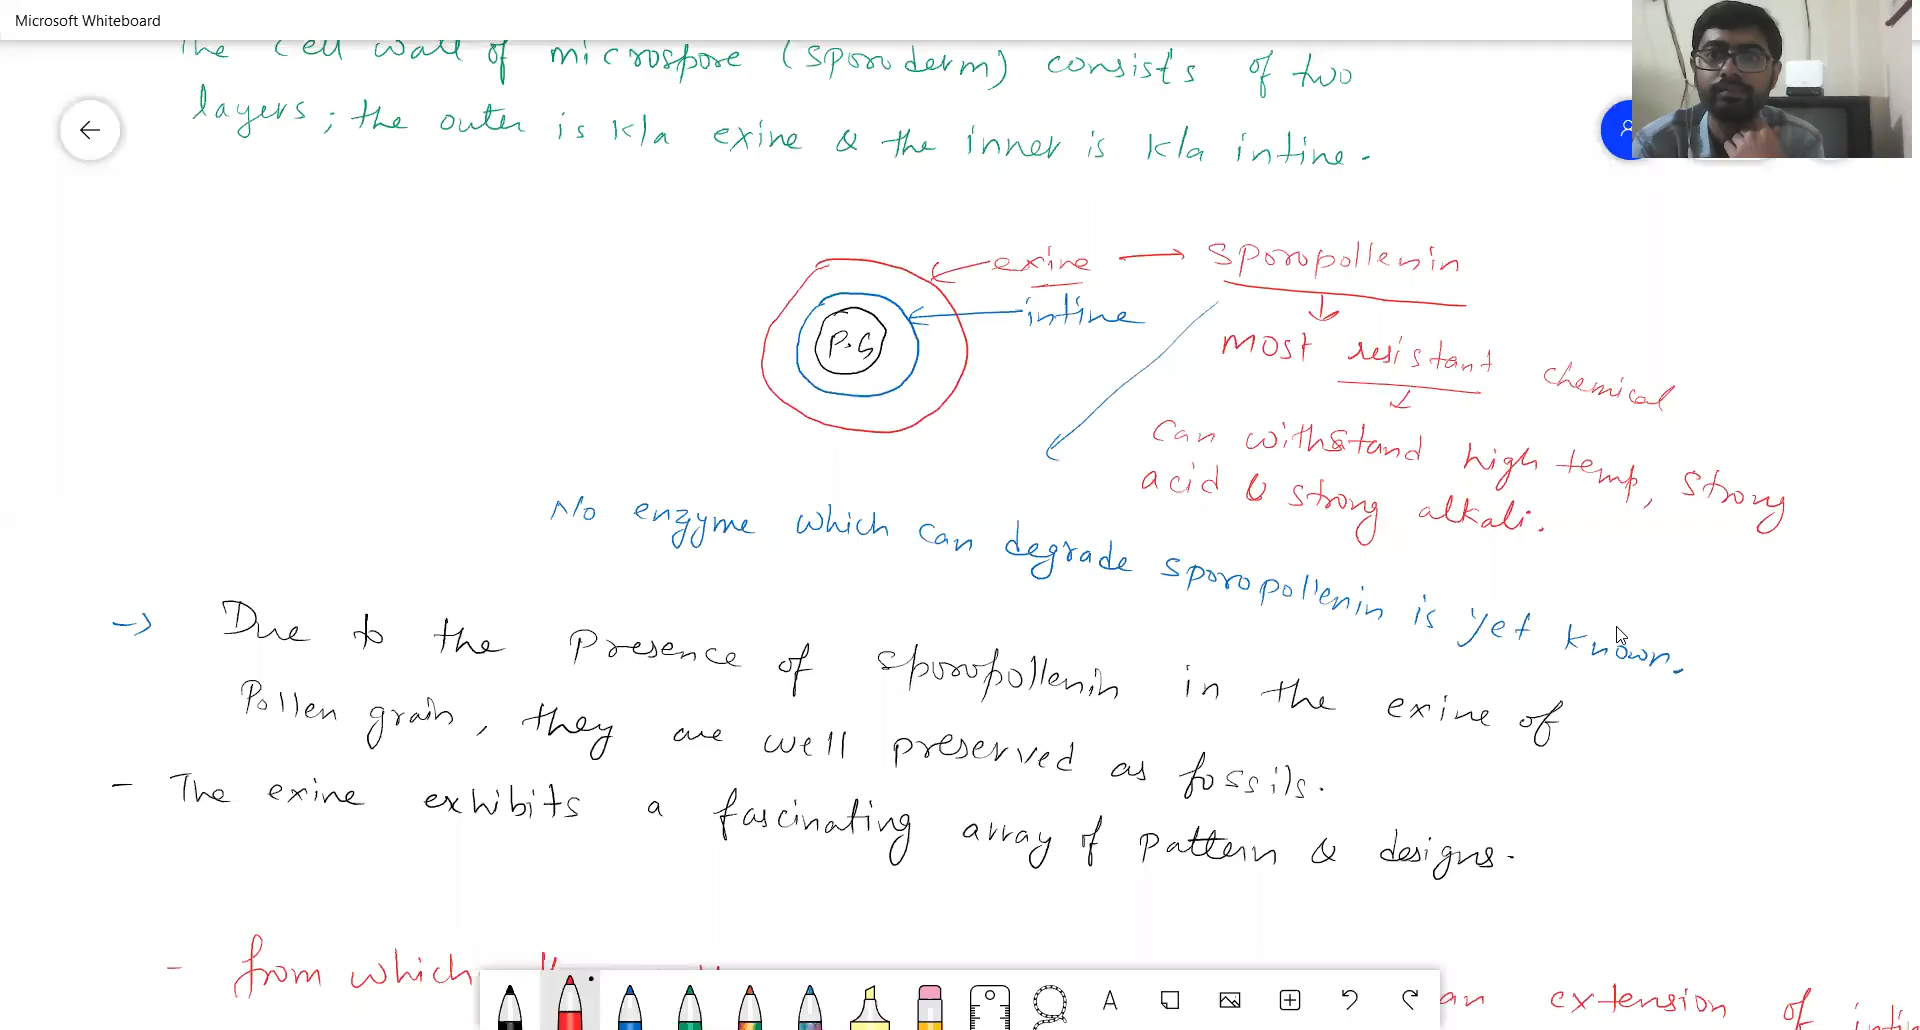 Microsoft Whiteboard
The cell wall of microspore (sporoderm) consists of two
layers; the outer is k/a exine & the inner is k/a intine.
exine → sporopollenin
intine
P.G
most resistant chemical
can withstand high temp, strong
acid & strong alkali.
No enzyme which can degrade sporopollenin is yet known.
→ Due to the presence of sporopollenin in the exine of
Pollen grain, they are well preserved as fossils.
- The exine exhibits a fascinating array of pattern & designs.
- from which
an extension of
A